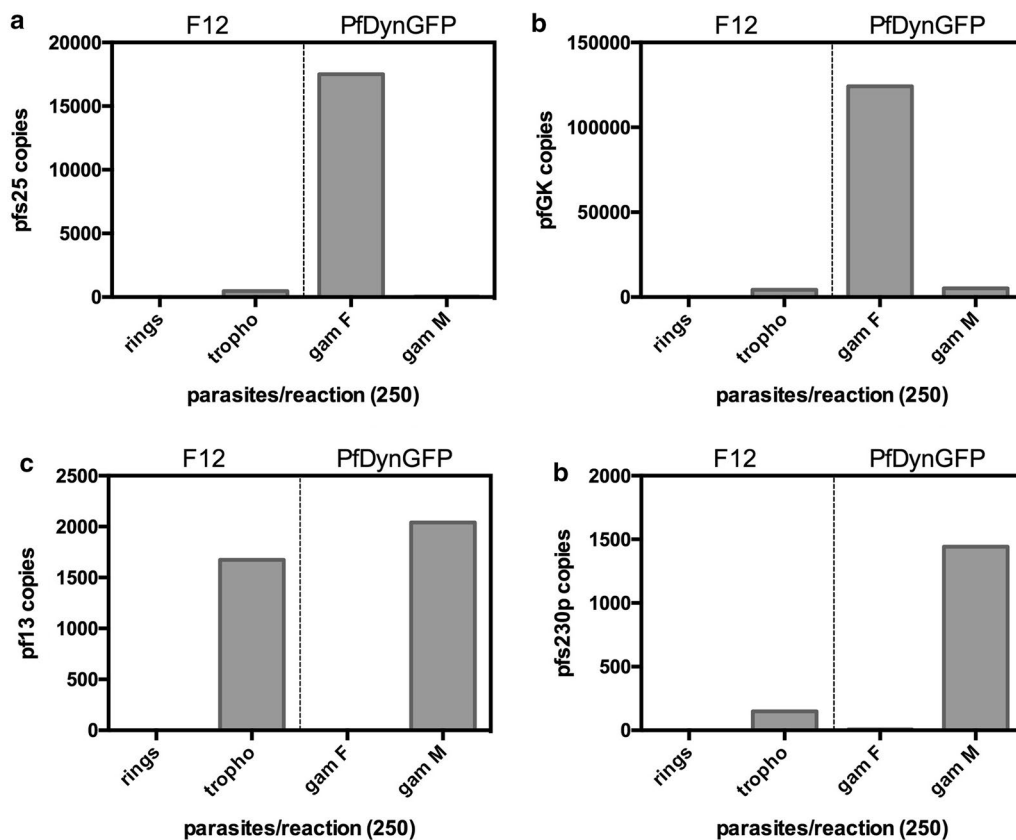 a
F12 PfDynGFP
20000
15000
10000
5000
0
pfs25 copies
rings tropho gam F gam M
parasites/reaction (250)
b
F12 PfDynGFP
150000
100000
50000
0
pfGK copies
rings tropho gam F gam M
parasites/reaction (250)
c
F12 PfDynGFP
2500
2000
1500
1000
500
0
pf13 copies
rings tropho gam F gam M
parasites/reaction (250)
b
F12 PfDynGFP
2000
1500
1000
500
0
pfs230p copies
rings tropho gam F gam M
parasites/reaction (250)